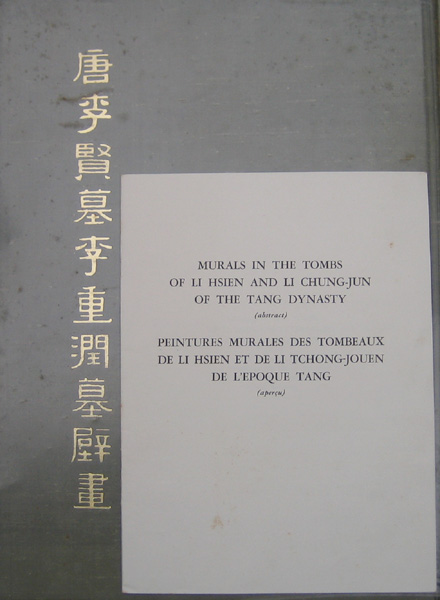 唐李賢墓李重潤墓壁畫
MURALS IN THE TOMBS
OF LI HSIEN AND LI CHUNG-JUN
OF THE TANG DYNASTY
(abstract)
PEINTURES MURALES DES TOMBEAUX
DE LI HSIEN ET DE LI TCHONG-JOUEN
DE L'EPOQUE TANG
(aperçu)